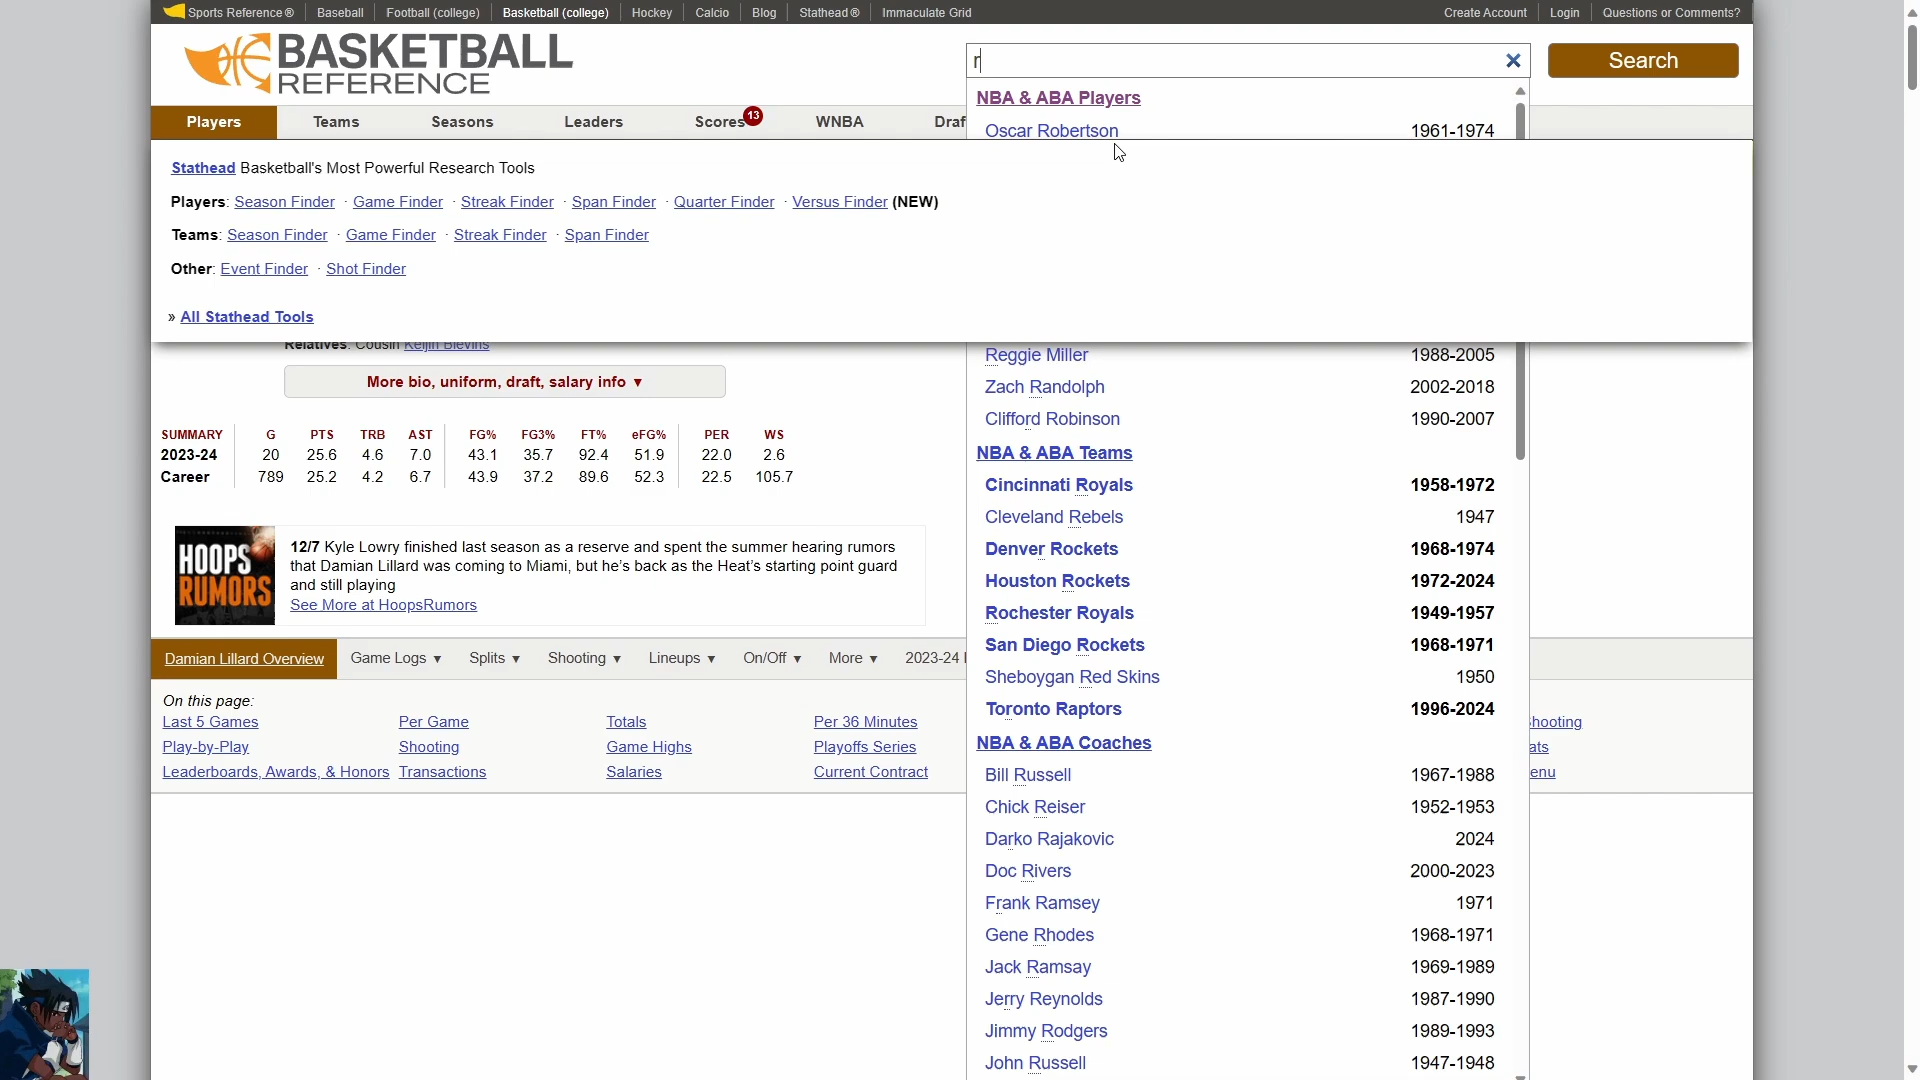 Sports Reference ® Baseball Football (college) Basketball (college) Hockey Calcio Blog Stathead ® Immaculate Grid Create Account Login Questions or Comments?
BASKETBALL
REFERENCE
r
Search
Players Teams Seasons Leaders Scores 13 WNBA Draf
NBA & ABA Players
Oscar Robertson 1961-1974
Stathead Basketball's Most Powerful Research Tools
Players: Season Finder · Game Finder · Streak Finder · Span Finder · Quarter Finder · Versus Finder (NEW)
Teams: Season Finder · Game Finder · Streak Finder · Span Finder
Other: Event Finder · Shot Finder
» All Stathead Tools
Relatives: Cousin Keljin Blevins
More bio, uniform, draft, salary info ▼
SUMMARY G PTS TRB AST FG% FG3% FT% eFG% PER WS
2023-24 20 25.6 4.6 7.0 43.1 35.7 92.4 51.9 22.0 2.6
Career 789 25.2 4.2 6.7 43.9 37.2 89.6 52.3 22.5 105.7
HOOPS
RUMORS
12/7 Kyle Lowry finished last season as a reserve and spent the summer hearing rumors
that Damian Lillard was coming to Miami, but he's back as the Heat's starting point guard
and still playing
See More at HoopsRumors
Damian Lillard Overview Game Logs ▼ Splits ▼ Shooting ▼ Lineups ▼ On/Off ▼ More ▼ 2023-24
On this page:
Last 5 Games Per Game Totals Per 36 Minutes hooting
Play-by-Play Shooting Game Highs Playoffs Series ats
Leaderboards, Awards, & Honors Transactions Salaries Current Contract enu
Reggie Miller 1988-2005
Zach Randolph 2002-2018
Clifford Robinson 1990-2007
NBA & ABA Teams
Cincinnati Royals 1958-1972
Cleveland Rebels 1947
Denver Rockets 1968-1974
Houston Rockets 1972-2024
Rochester Royals 1949-1957
San Diego Rockets 1968-1971
Sheboygan Red Skins 1950
Toronto Raptors 1996-2024
NBA & ABA Coaches
Bill Russell 1967-1988
Chick Reiser 1952-1953
Darko Rajakovic 2024
Doc Rivers 2000-2023
Frank Ramsey 1971
Gene Rhodes 1968-1971
Jack Ramsay 1969-1989
Jerry Reynolds 1987-1990
Jimmy Rodgers 1989-1993
John Russell 1947-1948